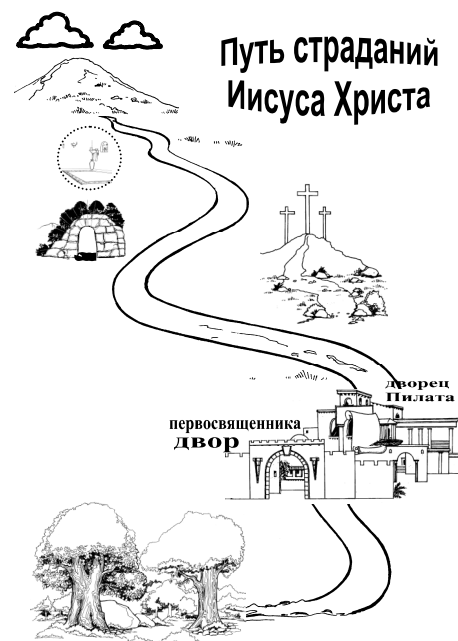 Путь страданий
Иисуса Христа
дворец
Пилата
первосвященника
двор